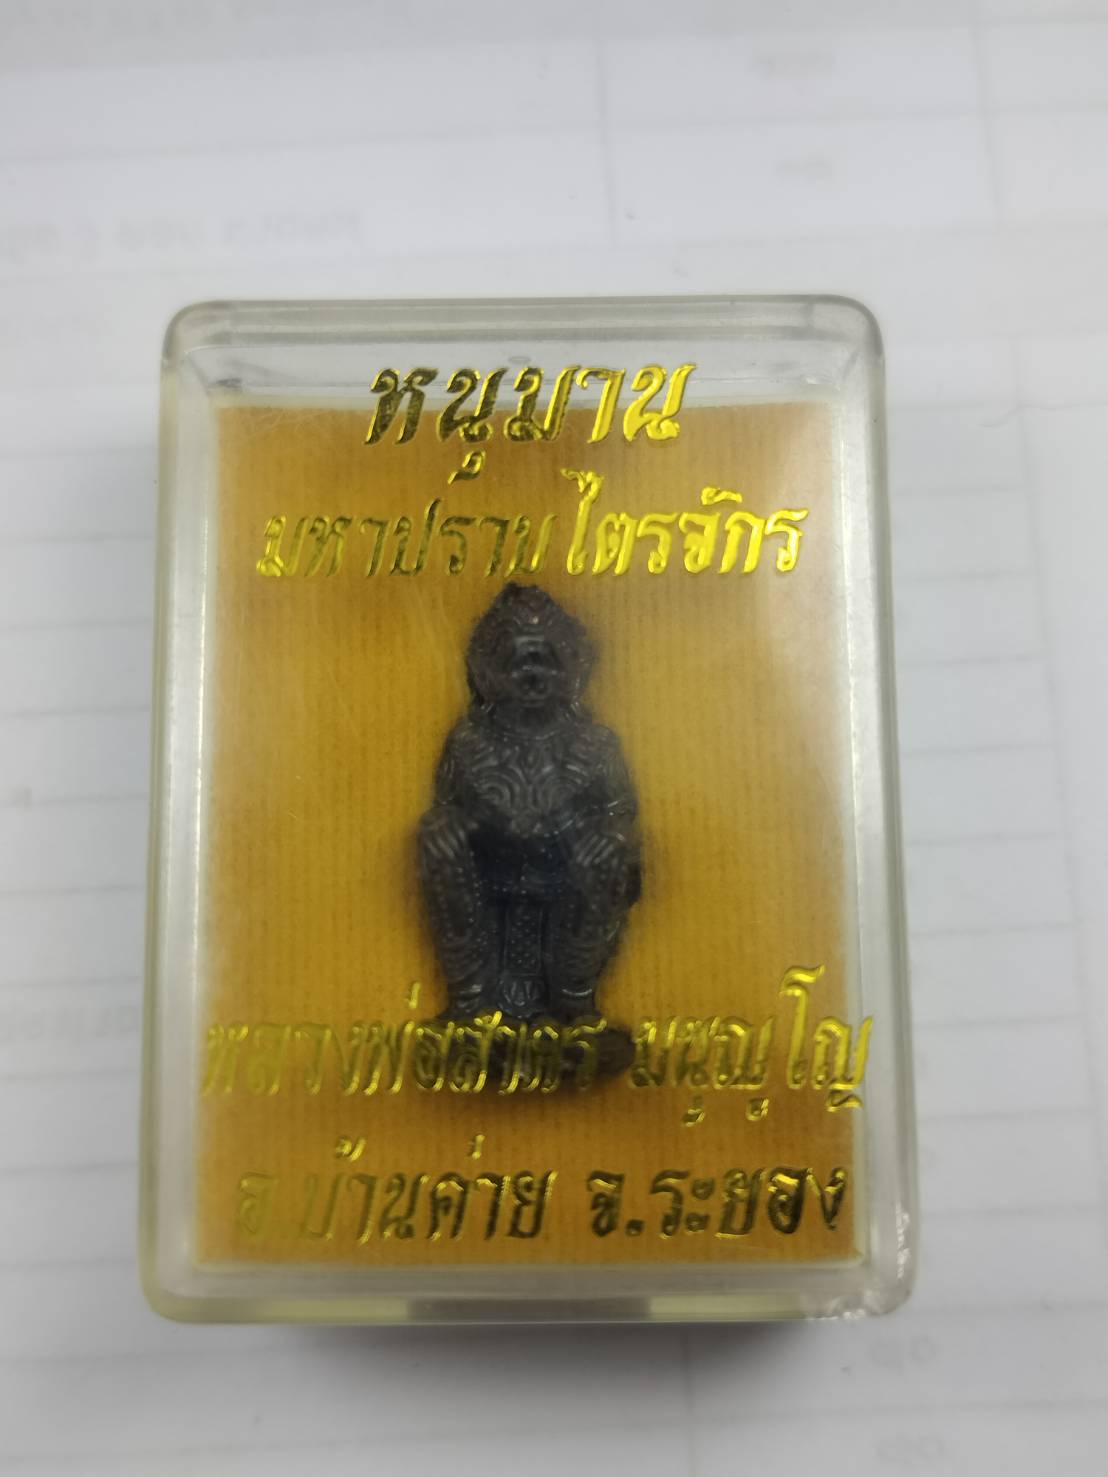 หนุมาน
มหาปราบไตรจักร
หลวงพ่อสาคร มนุญฺโญ
อ.บ้านค่าย จ.ระยอง